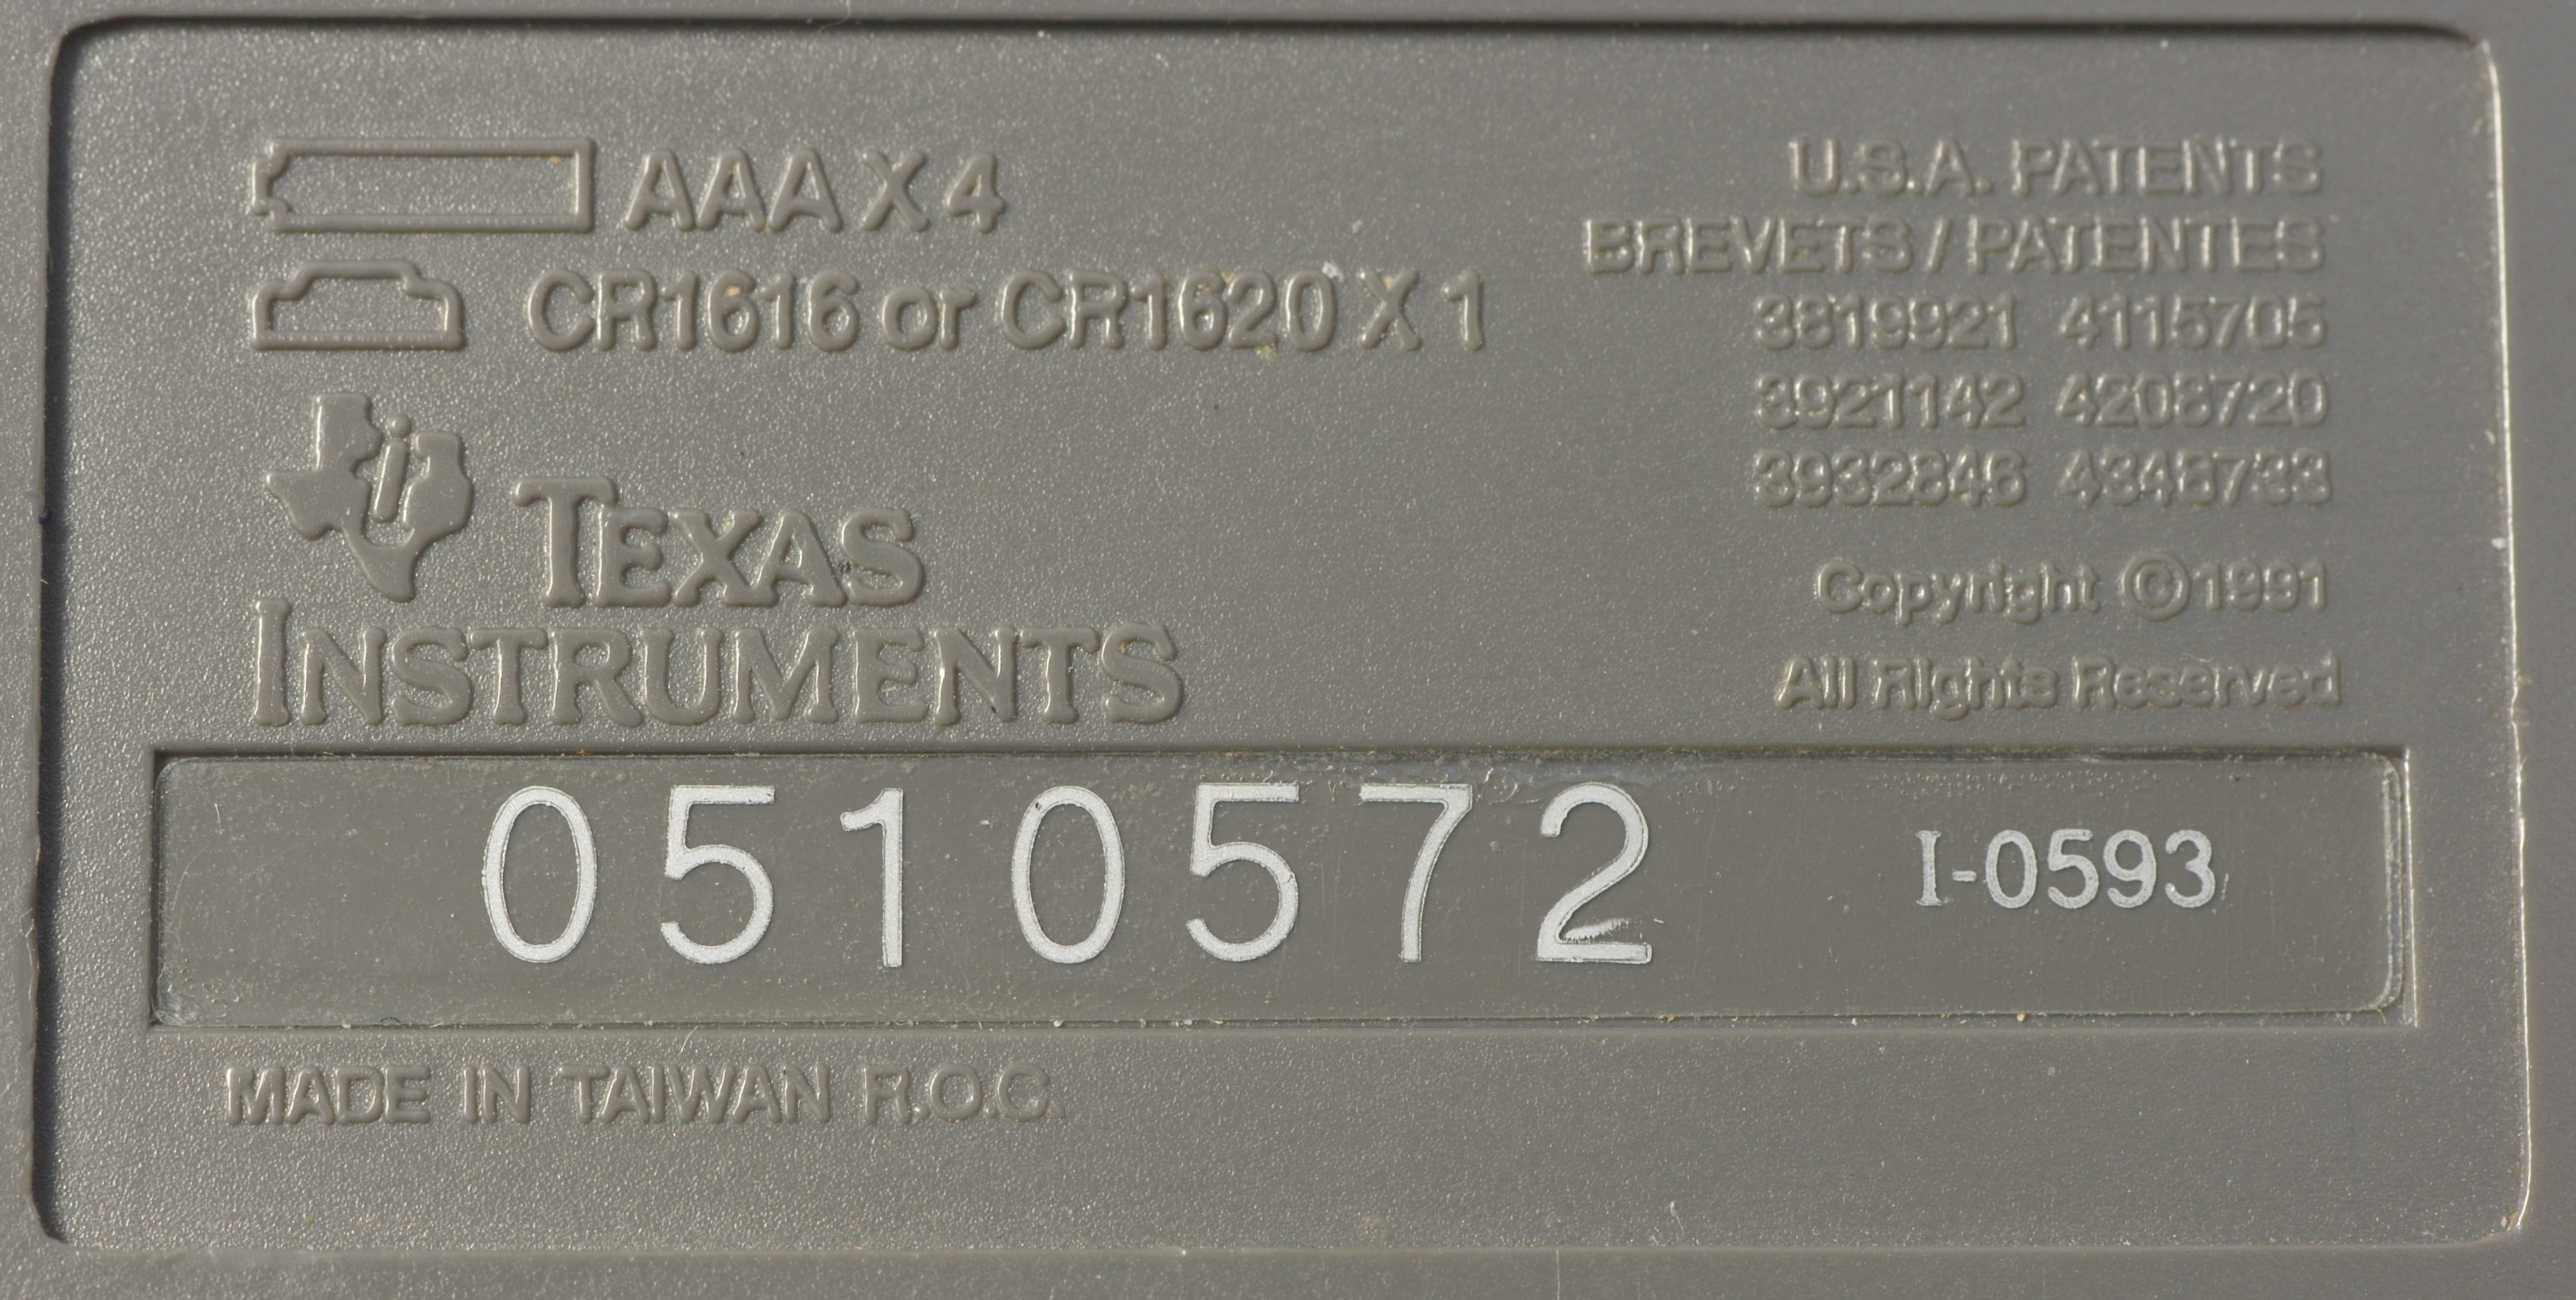 AAA X 4
CR1616 or CR1620 X 1
TEXAS
INSTRUMENTS
U.S.A. PATENTS
BREVETS / PATENTES
3819921 4115705
3921142 4208720
3932846 4348733
Copyright © 1991
All Rights Reserved
0510572 I-0593
MADE IN TAIWAN R.O.C.